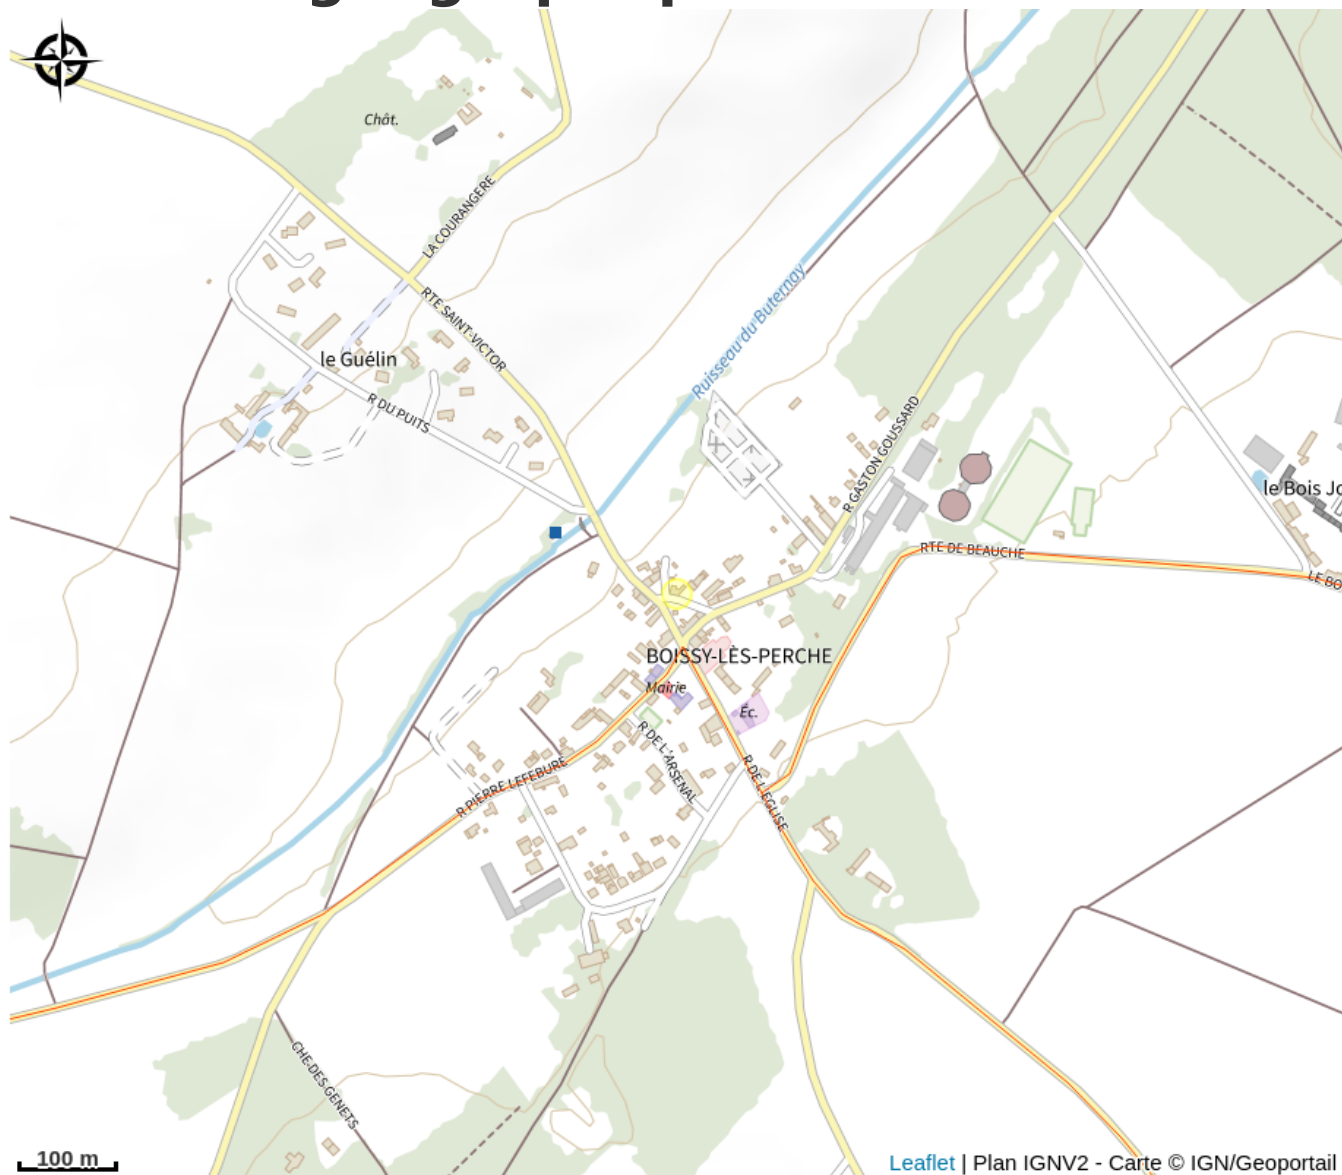 Chât.
LA COURANGERE
RTE SAINT-VICTOR
le Guélin
R DU PUITS
Ruisseau du Buternay
R GASTON GOUSSARD
le Bois Jo
RTE DE BEAUCHE
LE BO
BOISSY-LÈS-PERCHE
Mairie
Éc.
R DE L'ARSENAL
R DE L'EGLISE
R PIERRE LEFEBURE
CHE DES GENETS
100 m
Leaflet | Plan IGNV2 - Carte © IGN/Geoportail